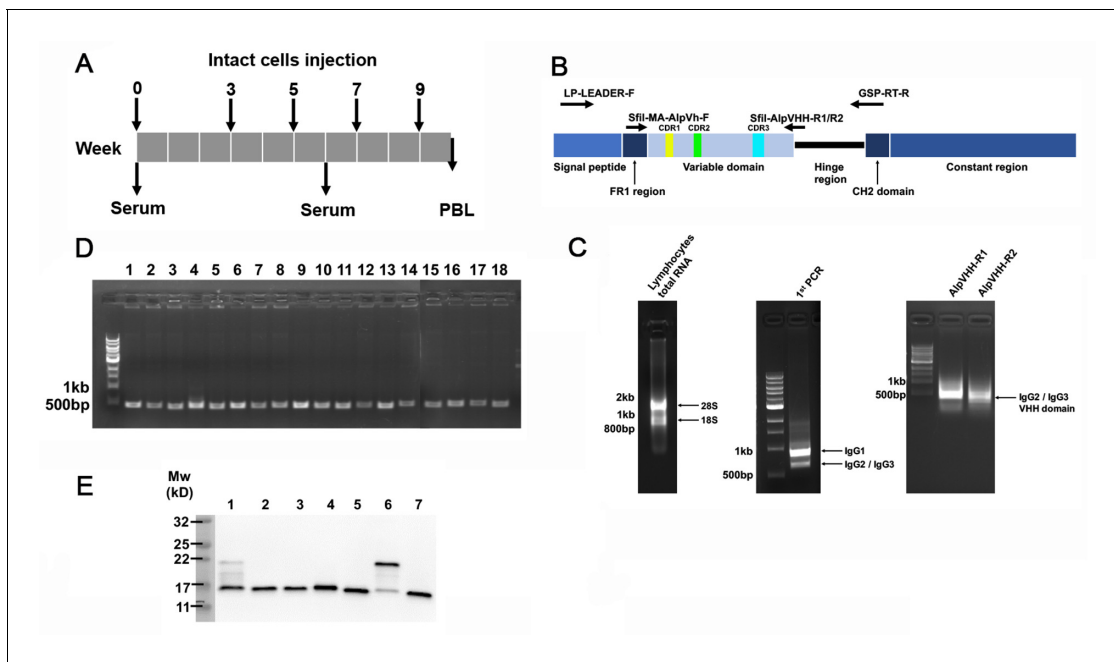 A
Intact cells injection
0 3 5 7 9
Week
Serum Serum PBL
B
LP-LEADER-F GSP-RT-R
SfiI-MA-AlpVh-F SfiI-AlpVHH-R1/R2
CDR1 CDR2 CDR3
Signal peptide Variable domain Hinge region Constant region
FR1 region CH2 domain
D
1 2 3 4 5 6 7 8 9 10 11 12 13 14 15 16 17 18
1kb
500bp
C
Lymphocytes total RNA
2kb
1kb
800bp
28S
18S
1st PCR
1kb
500bp
IgG1
IgG2 / IgG3
AlpVHH-R1
AlpVHH-R2
1kb
500bp
IgG2 / IgG3
VHH domain
E
Mw
(kD)
1 2 3 4 5 6 7
32
25
22
17
11